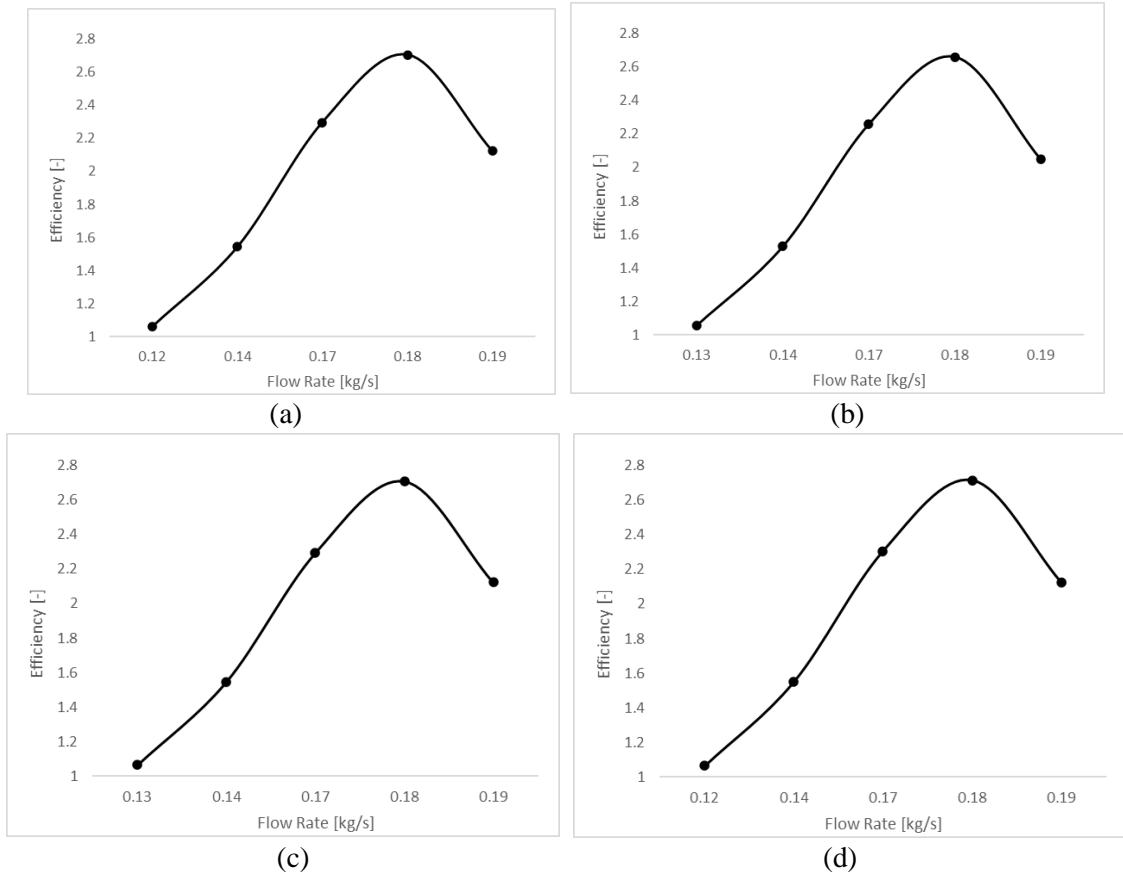 2.8
2.6
2.4
2.2
2
1.8
1.6
1.4
1.2
1
Efficiency [-]
0.12 0.14 0.17 0.18 0.19
Flow Rate [kg/s]
(a)
2.8
2.6
2.4
2.2
2
1.8
1.6
1.4
1.2
1
Efficiency [-]
0.13 0.14 0.17 0.18 0.19
Flow Rate [kg/s]
(b)
2.8
2.6
2.4
2.2
2
1.8
1.6
1.4
1.2
1
Efficiency [-]
0.13 0.14 0.17 0.18 0.19
Flow Rate [kg/s]
(c)
2.8
2.6
2.4
2.2
2
1.8
1.6
1.4
1.2
1
Efficiency [-]
0.12 0.14 0.17 0.18 0.19
Flow Rate [kg/s]
(d)